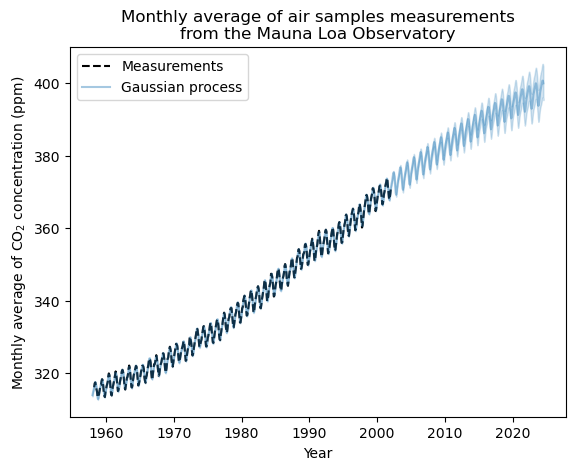 Monthly average of air samples measurements
from the Mauna Loa Observatory
Measurements
Gaussian process
Monthly average of CO₂ concentration (ppm)
400
380
360
340
320
1960 1970 1980 1990 2000 2010 2020
Year